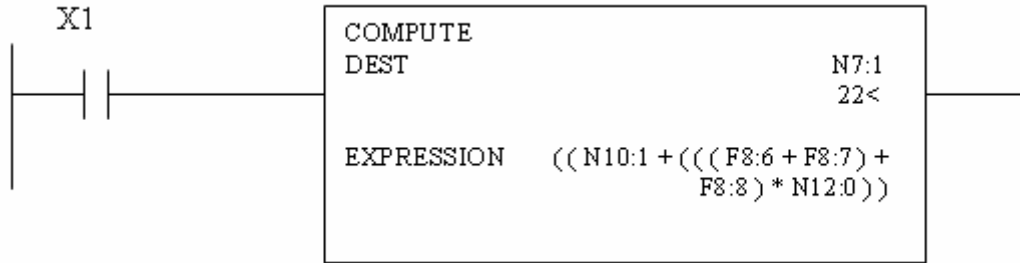 X1
COMPUTE
DEST N7:1
22<
EXPRESSION ((N10:1 + (((F8:6 + F8:7) +
F8:8) * N12:0))